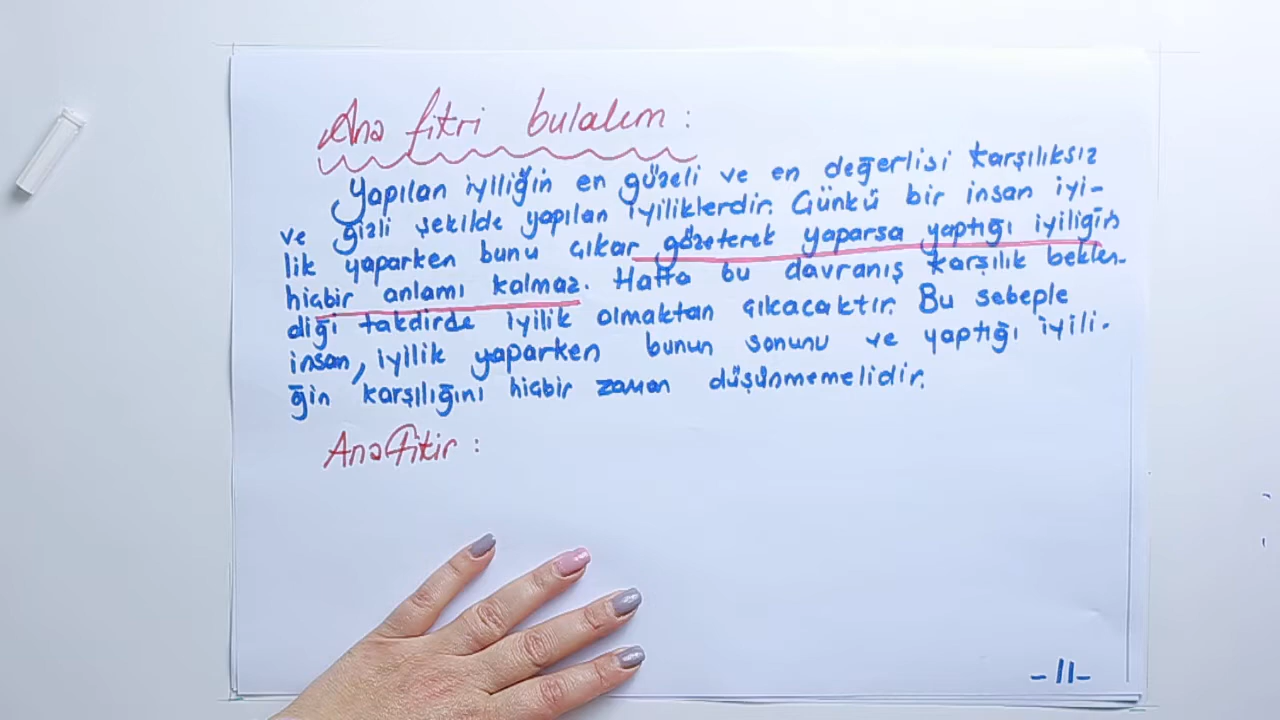 Ana fikri bulalım :
Yapılan iyiliğin en güzeli ve en değerlisi karşılıksız
ve gizli şekilde yapılan iyiliklerdir. Çünkü bir insan iyi-
lik yaparken bunu çıkar gözeterek yaparsa yaptığı iyiliğin
hiçbir anlamı kalmaz. Hatta bu davranış karşılık beklen-
diği takdirde iyilik olmaktan çıkacaktır. Bu sebeple
insan, iyilik yaparken bunun sonunu ve yaptığı iyili-
ğin karşılığını hiçbir zaman düşünmemelidir.
Ana Fikir :
-11-